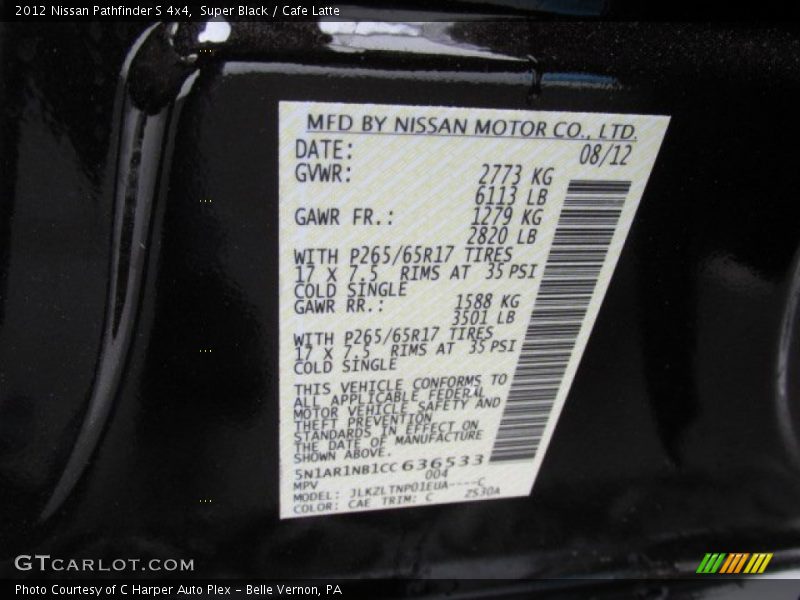 2012 Nissan Pathfinder S 4x4, Super Black / Cafe Latte
MFD BY NISSAN MOTOR CO., LTD.
DATE: 08/12
GVWR: 2773 KG
6113 LB
GAWR FR.: 1279 KG
2820 LB
WITH P265/65R17 TIRES
17 X 7.5 RIMS AT 35 PSI
COLD SINGLE
GAWR RR.: 1588 KG
3501 LB
WITH P265/65R17 TIRES
17 X 7.5 RIMS AT 35 PSI
COLD SINGLE
THIS VEHICLE CONFORMS TO
ALL APPLICABLE FEDERAL
MOTOR VEHICLE SAFETY AND
THEFT PREVENTION
STANDARDS IN EFFECT ON
THE DATE OF MANUFACTURE
SHOWN ABOVE.
5N1AR1NB1CC636533
MPV 004
MODEL: JLKZLTNP01EUA----C
COLOR: CAE TRIM: C ZS30A
GTCARLOT.COM
Photo Courtesy of C Harper Auto Plex - Belle Vernon, PA